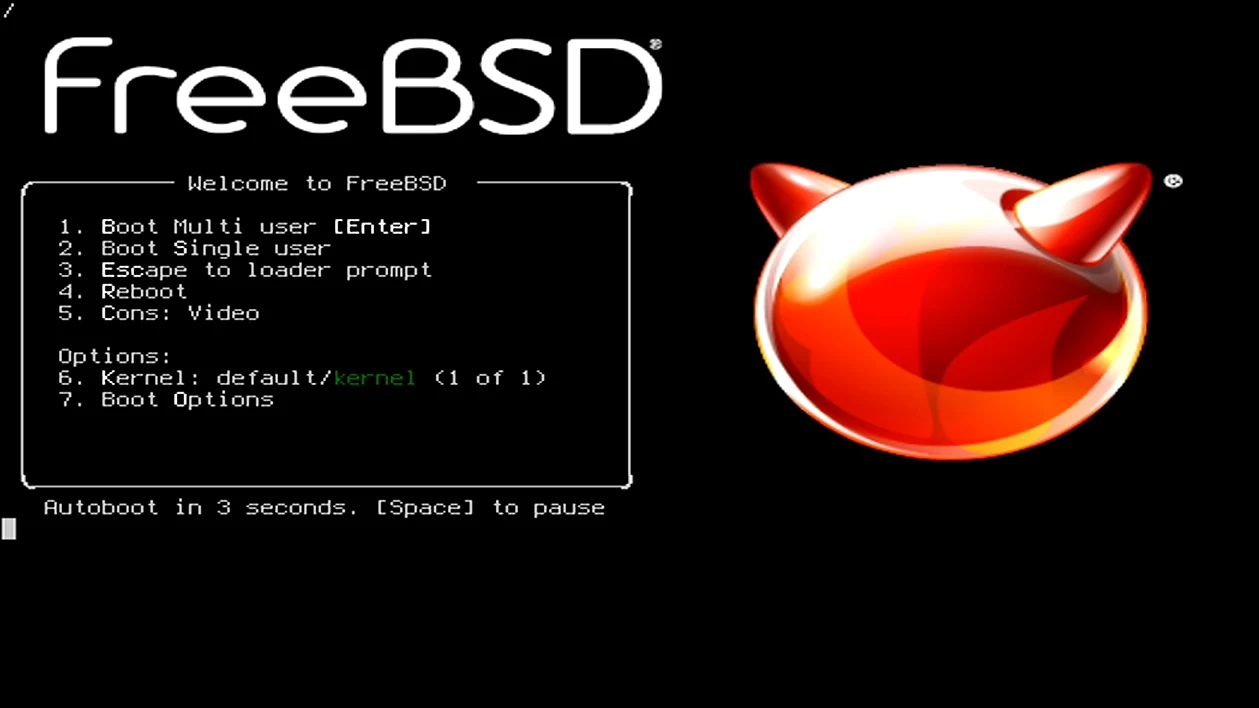 /
FreeBSD®
Welcome to FreeBSD
1. Boot Multi user [Enter]
2. Boot Single user
3. Escape to loader prompt
4. Reboot
5. Cons: Video
Options:
6. Kernel: default/kernel (1 of 1)
7. Boot Options
Autoboot in 3 seconds. [Space] to pause
®